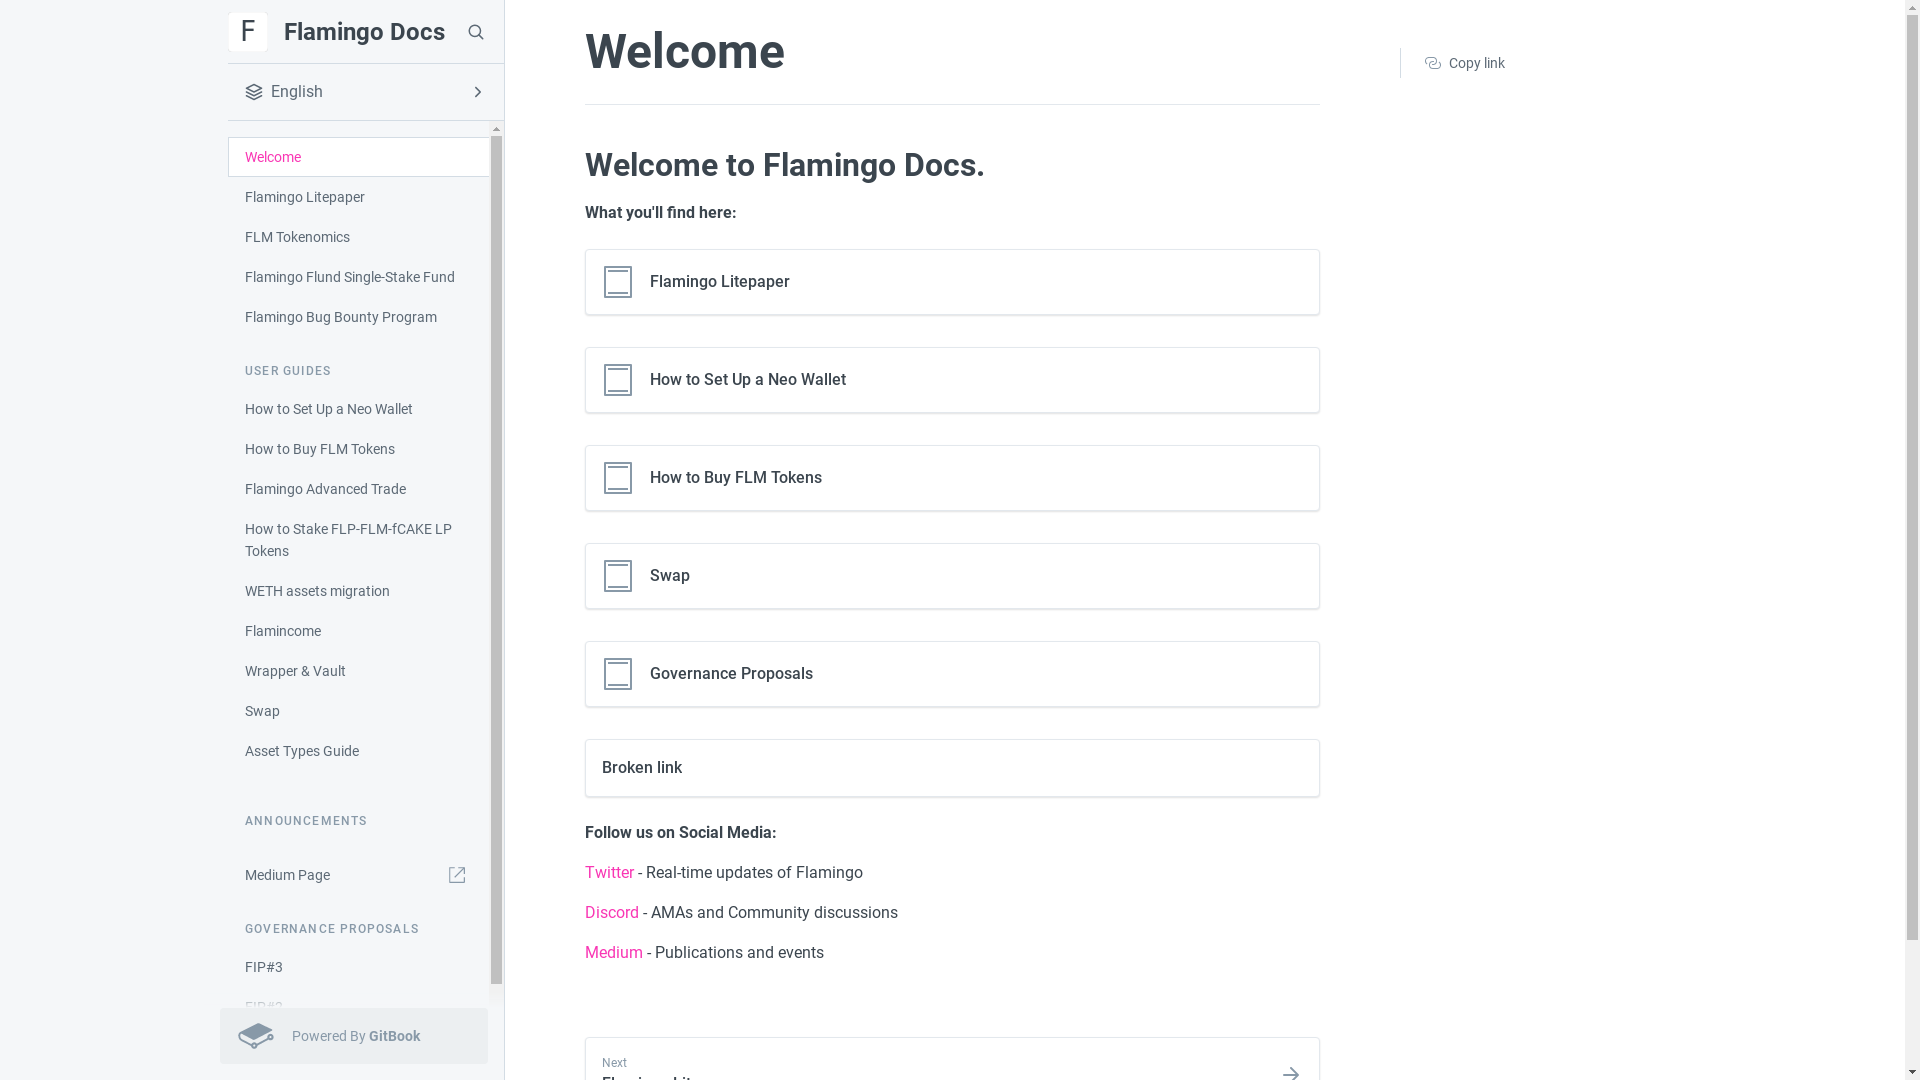 F
Flamingo Docs
English
Welcome
Flamingo Litepaper
FLM Tokenomics
Flamingo Flund Single-Stake Fund
Flamingo Bug Bounty Program
USER GUIDES
How to Set Up a Neo Wallet
How to Buy FLM Tokens
Flamingo Advanced Trade
How to Stake FLP-FLM-fCAKE LP
Tokens
WETH assets migration
Flamincome
Wrapper & Vault
Swap
Asset Types Guide
ANNOUNCEMENTS
Medium Page
GOVERNANCE PROPOSALS
FIP#3
Powered By GitBook
Welcome
Copy link
Welcome to Flamingo Docs.
What you'll find here:
Flamingo Litepaper
How to Set Up a Neo Wallet
How to Buy FLM Tokens
Swap
Governance Proposals
Broken link
Follow us on Social Media:
Twitter - Real-time updates of Flamingo
Discord - AMAs and Community discussions
Medium - Publications and events
Next